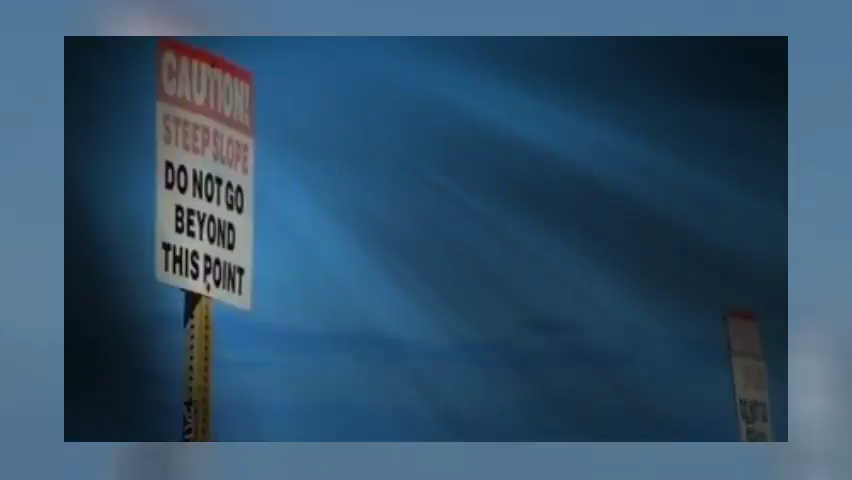 CAUTION!
STEEP SLOPE
DO NOT GO
BEYOND
THIS POINT